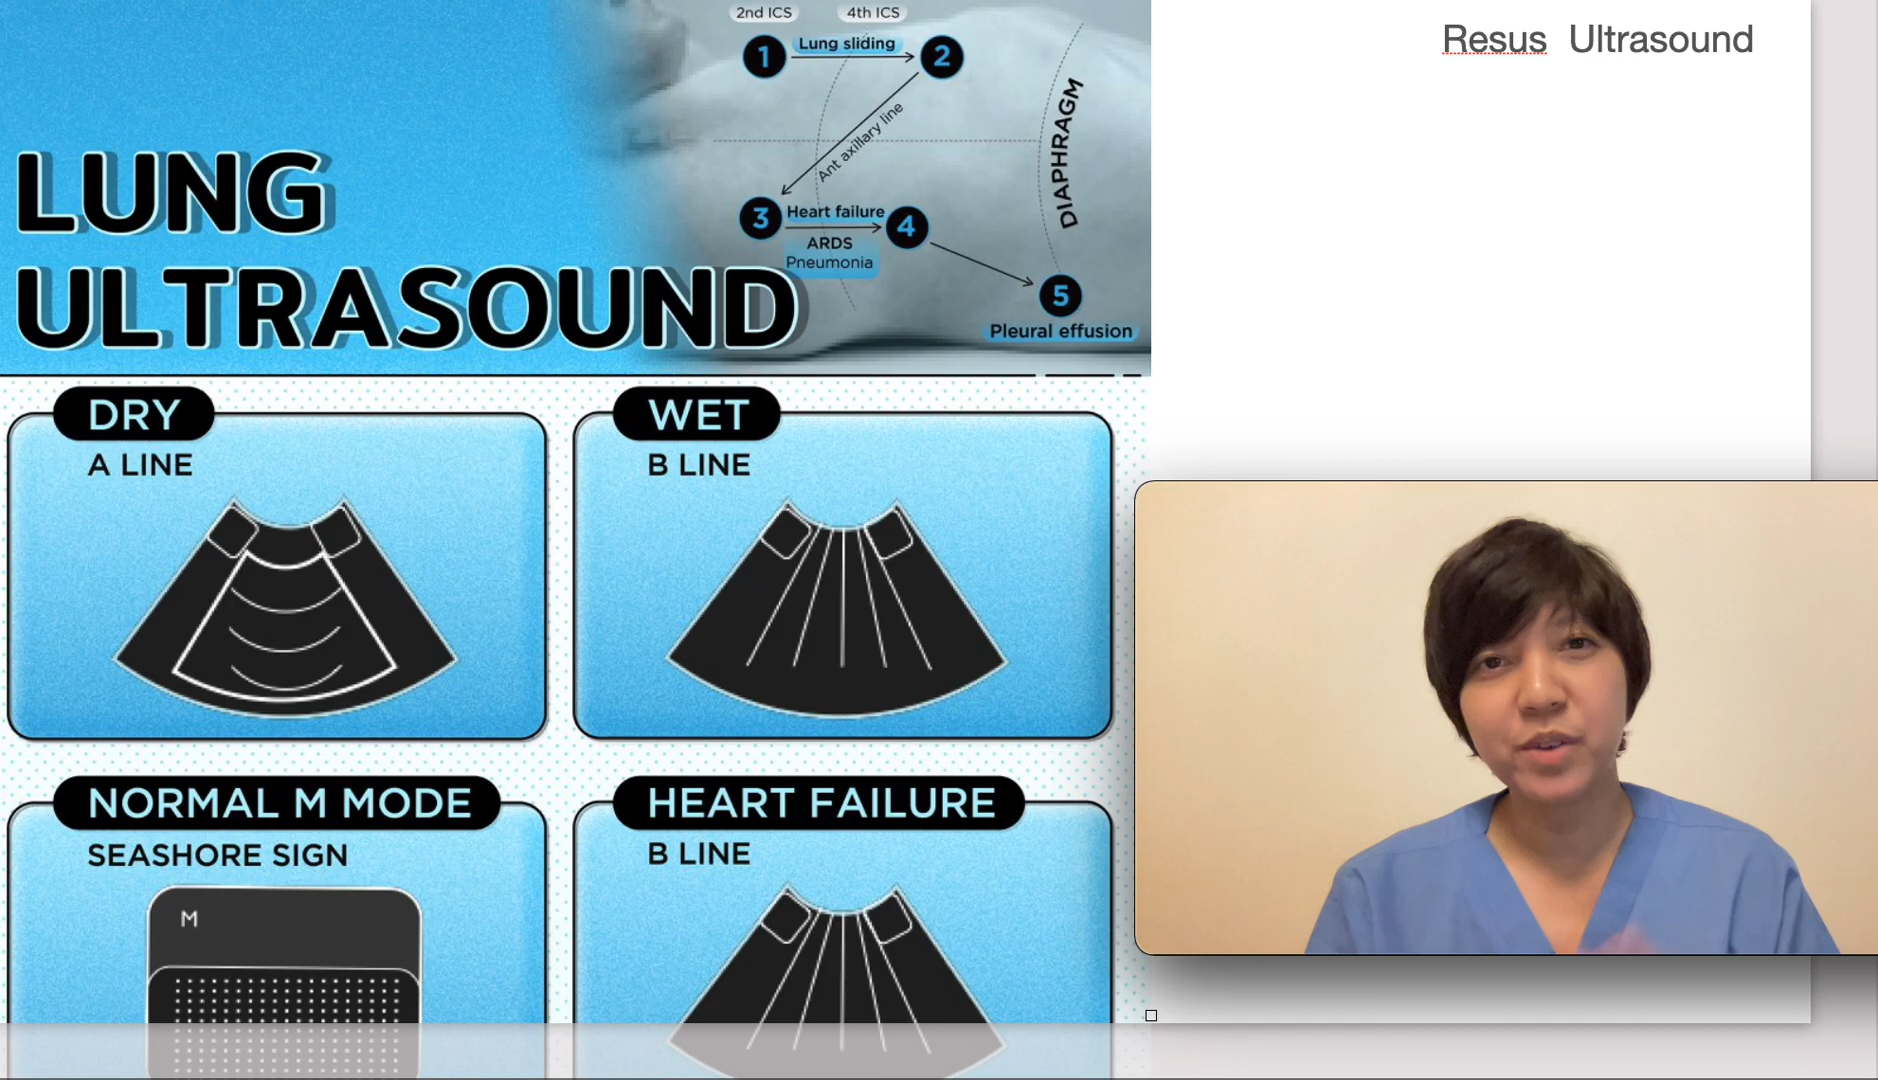 2nd ICS
4th ICS
Resus Ultrasound
1
Lung sliding
2
Ant axillary line
DIAPHRAGM
3
Heart failure
4
ARDS
Pneumonia
5
Pleural effusion
LUNG
ULTRASOUND
DRY
A LINE
WET
B LINE
NORMAL M MODE
SEASHORE SIGN
M
HEART FAILURE
B LINE